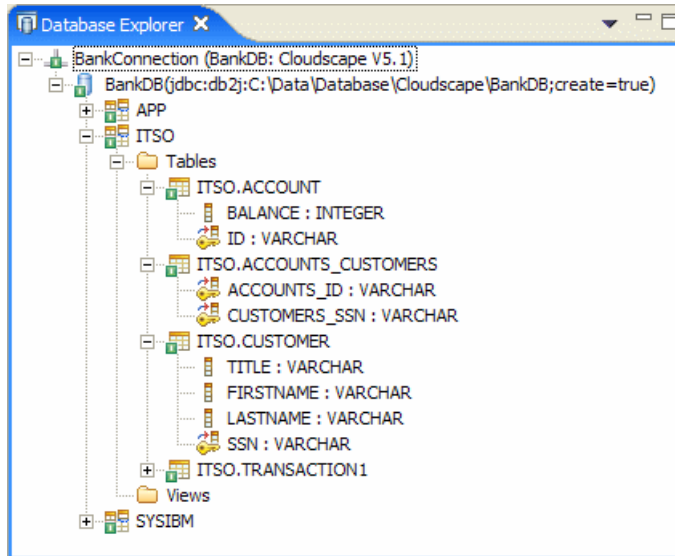 Database Explorer
BankConnection (BankDB: Cloudscape V5.1)
BankDB(jdbc:db2j:C:\Data\Database\Cloudscape\BankDB;create=true)
APP
ITSO
Tables
ITSO.ACCOUNT
BALANCE : INTEGER
ID : VARCHAR
ITSO.ACCOUNTS_CUSTOMERS
ACCOUNTS_ID : VARCHAR
CUSTOMERS_SSN : VARCHAR
ITSO.CUSTOMER
TITLE : VARCHAR
FIRSTNAME : VARCHAR
LASTNAME : VARCHAR
SSN : VARCHAR
ITSO.TRANSACTION1
Views
SYSIBM